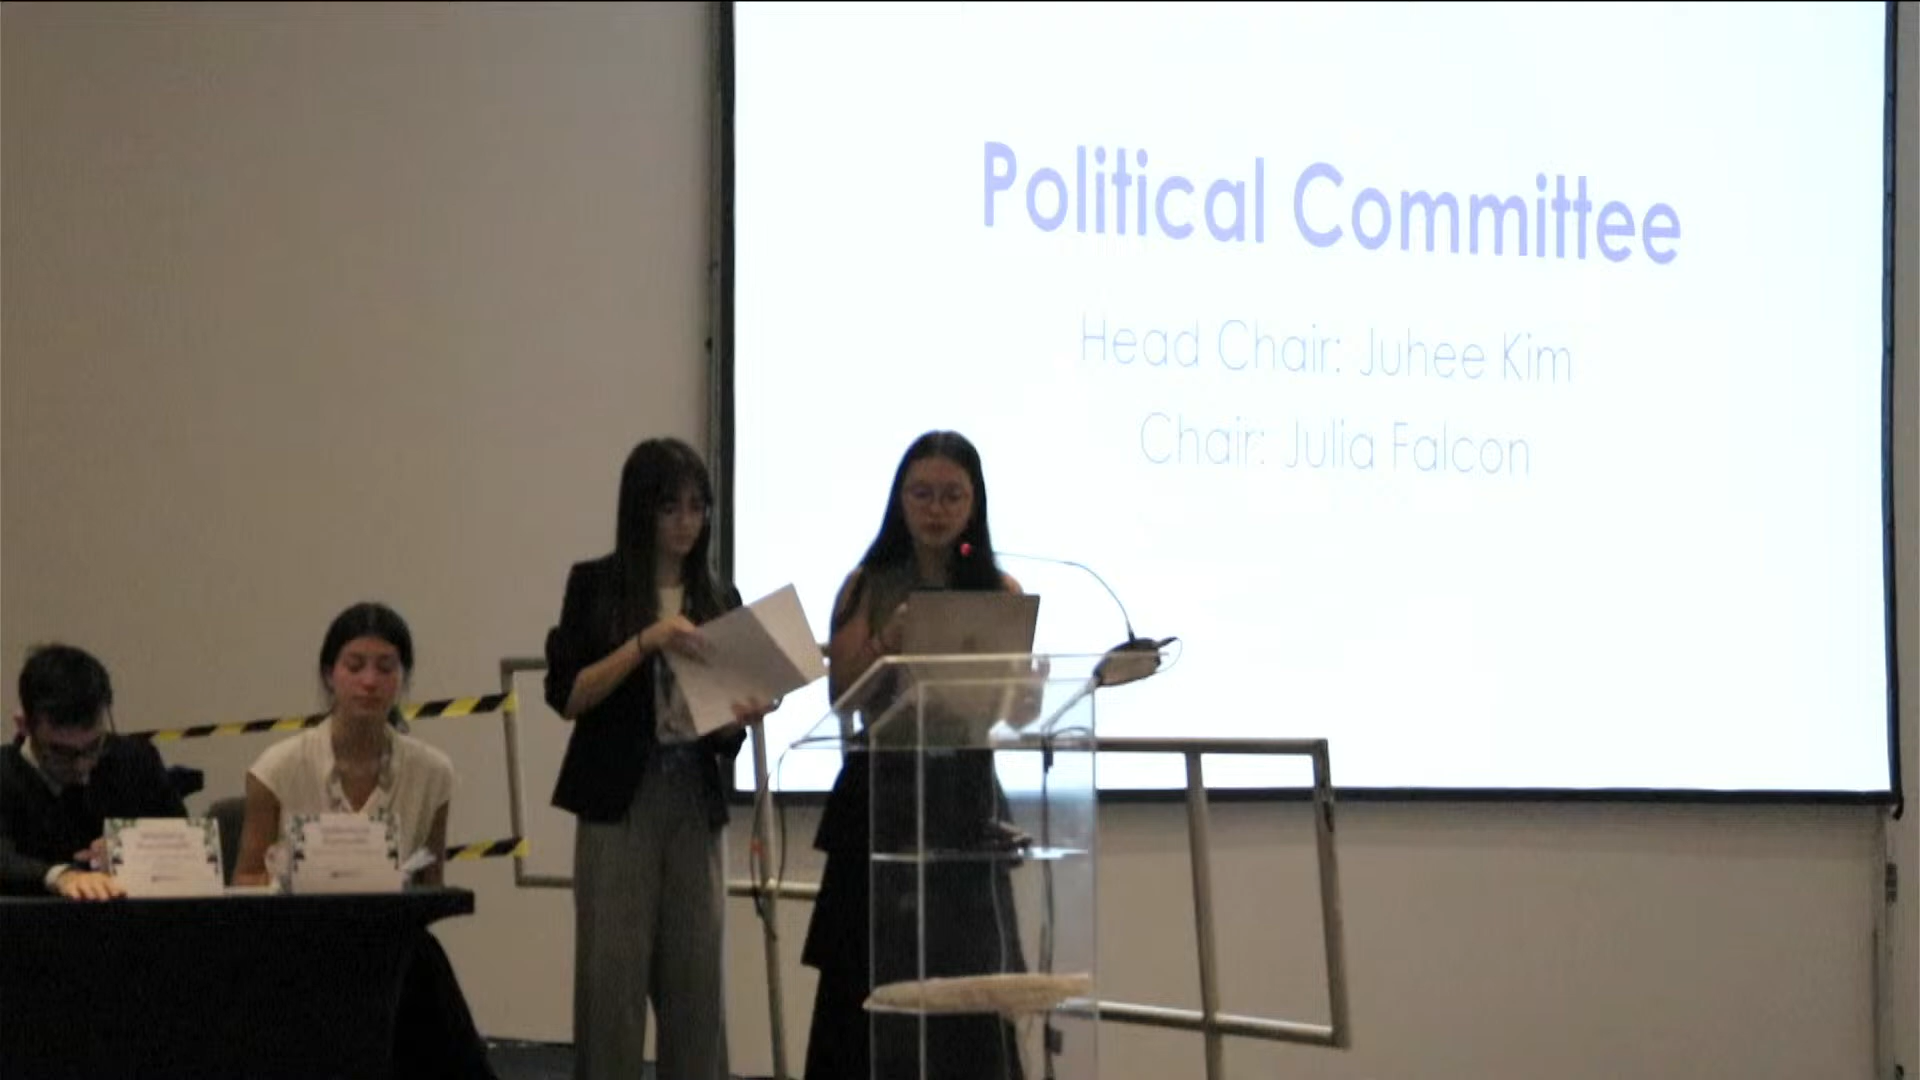 Political Committee
Head Chair: Juhee Kim
Chair: Julia Falcon